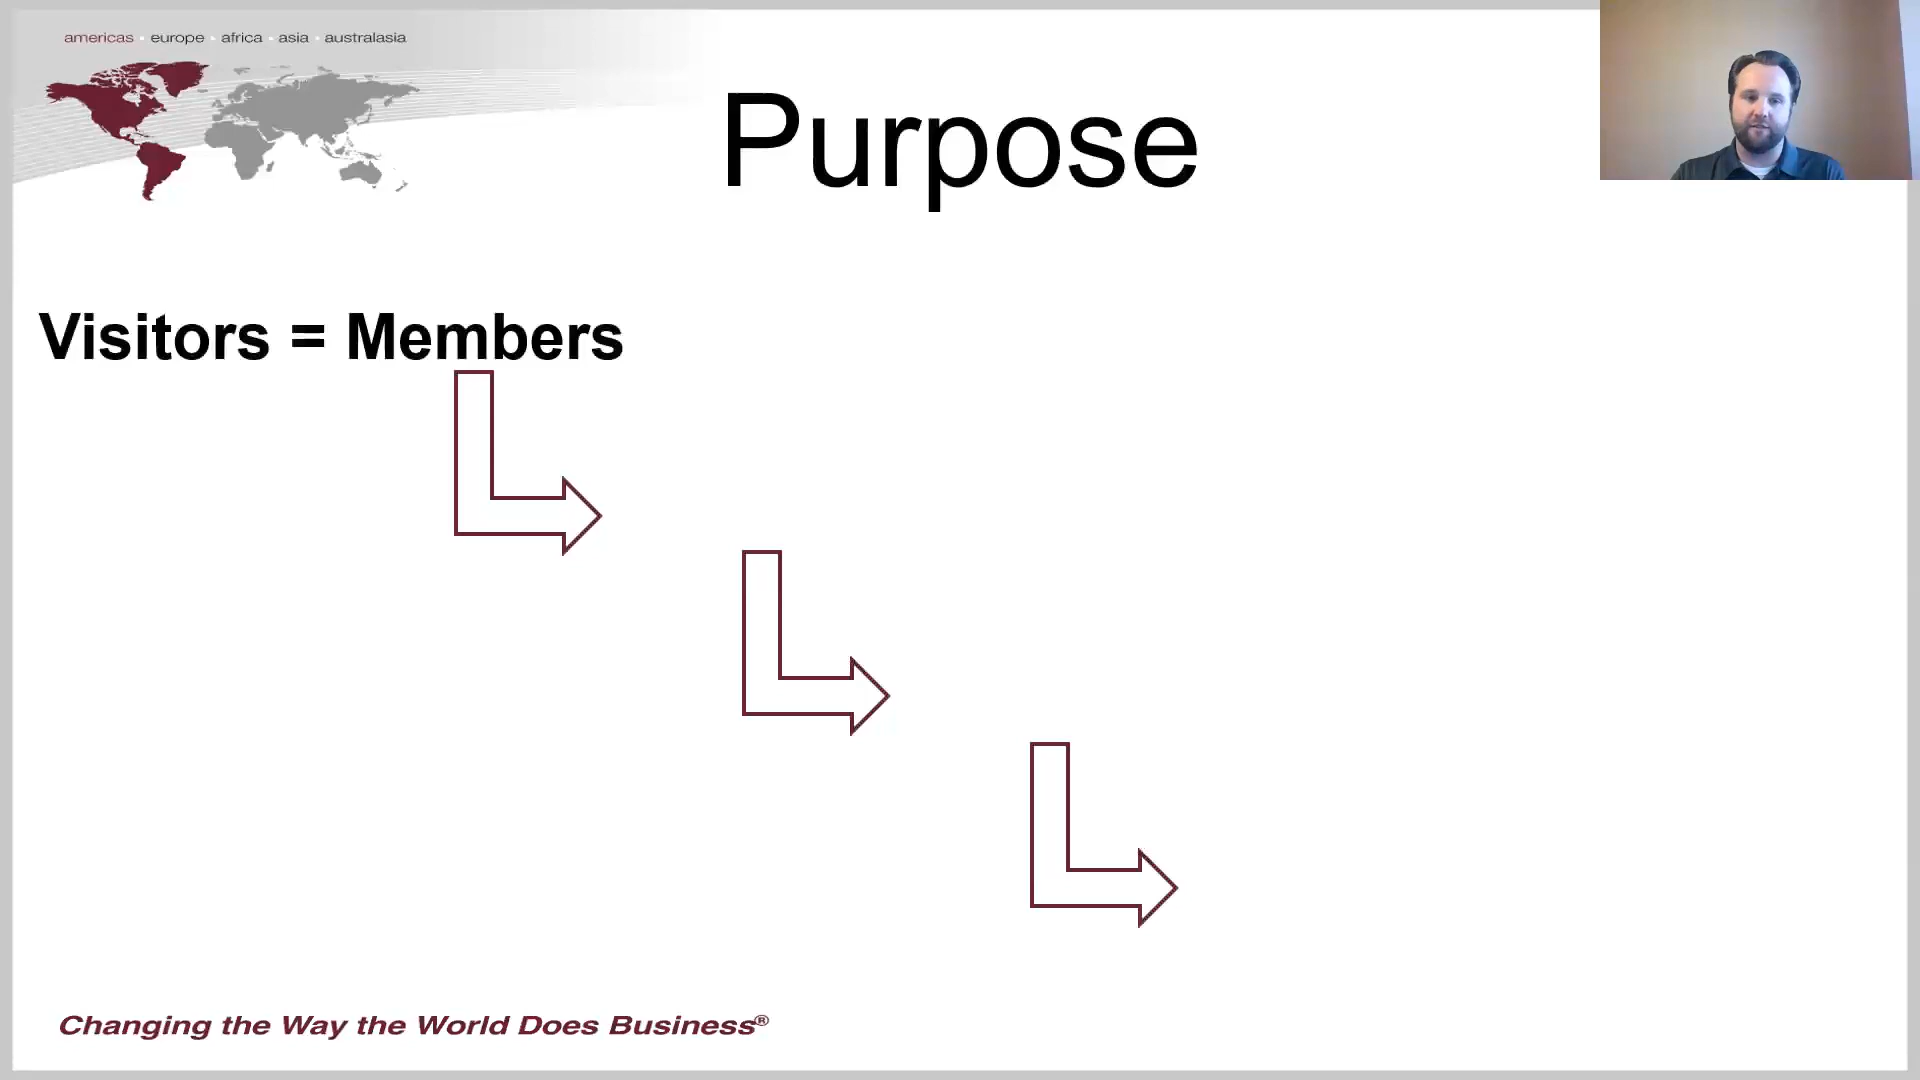 americas europe africa asia australasia
Purpose
Visitors = Members
Changing the Way the World Does Business®